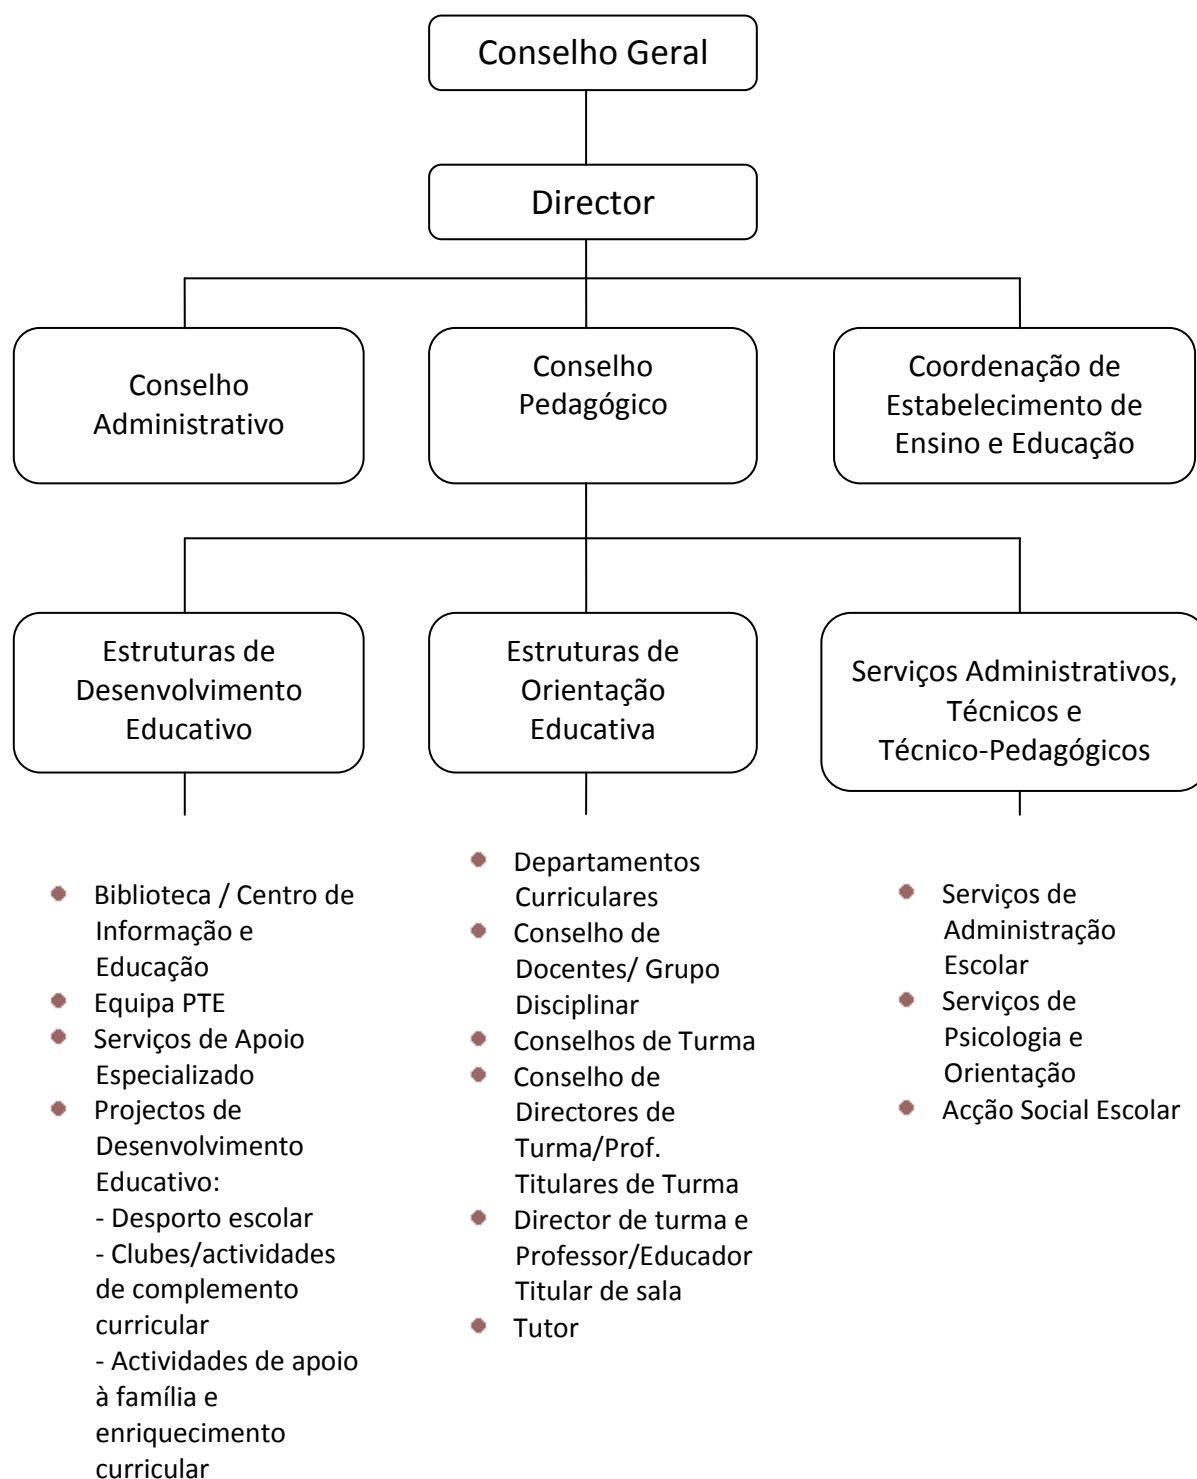 Conselho Geral
Director
Conselho
Administrativo
Conselho
Pedagógico
Coordenação de
Estabelecimento de
Ensino e Educação
Estruturas de
Desenvolvimento
Educativo
Estruturas de
Orientação
Educativa
Serviços Administrativos,
Técnicos e
Técnico-Pedagógicos
Biblioteca / Centro de
Informação e
Educação
Equipa PTE
Serviços de Apoio
Especializado
Projectos de
Desenvolvimento
Educativo:
- Desporto escolar
- Clubes/actividades
de complemento
curricular
- Actividades de apoio
à família e
enriquecimento
curricular
Departamentos
Curriculares
Conselho de
Docentes/ Grupo
Disciplinar
Conselhos de Turma
Conselho de
Directores de
Turma/Prof.
Titulares de Turma
Director de turma e
Professor/Educador
Titular de sala
Tutor
Serviços de
Administração
Escolar
Serviços de
Psicologia e
Orientação
Acção Social Escolar